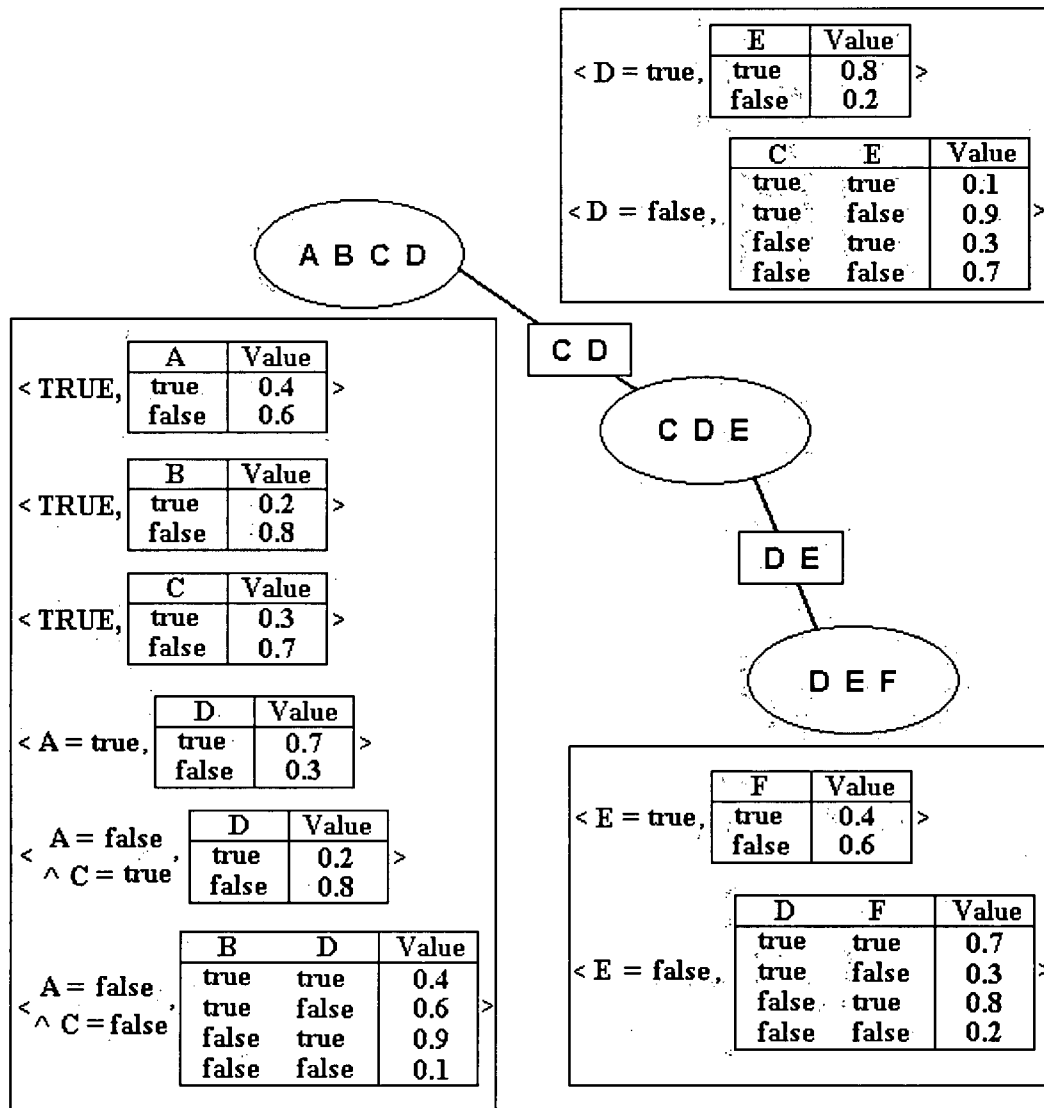 E Value
< D = true, true 0.8 >
false 0.2
C E Value
true true 0.1
< D = false, true false 0.9 >
false true 0.3
false false 0.7
A B C D
C D
C D E
D E
D E F
A Value
< TRUE, true 0.4 >
false 0.6
B Value
< TRUE, true 0.2 >
false 0.8
C Value
< TRUE, true 0.3 >
false 0.7
D Value
< A = true, true 0.7 >
false 0.3
D Value
< A = false ^ C = true, true 0.2 >
false 0.8
B D Value
true true 0.4
< A = false ^ C = false, true false 0.6 >
false true 0.9
false false 0.1
F Value
< E = true, true 0.4 >
false 0.6
D F Value
true true 0.7
< E = false, true false 0.3 >
false true 0.8
false false 0.2